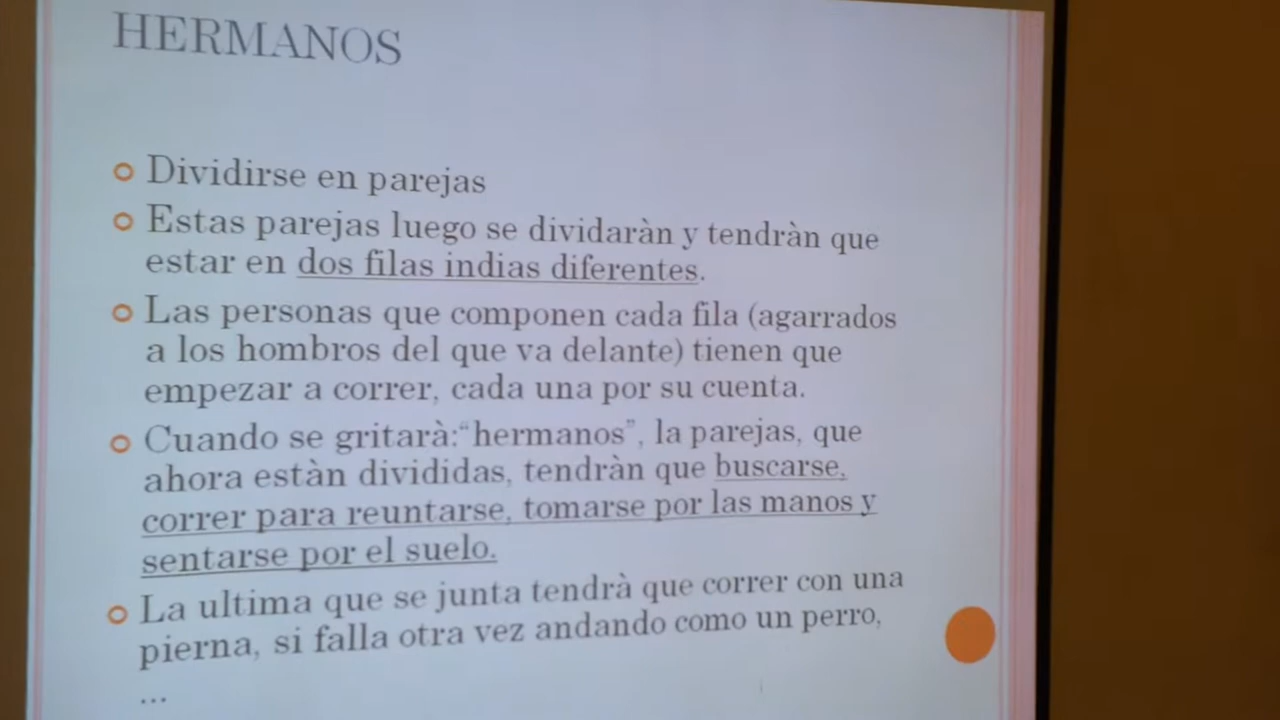 HERMANOS
Dividirse en parejas
Estas parejas luego se dividaràn y tendràn que
estar en dos filas indias diferentes.
Las personas que componen cada fila (agarrados
a los hombros del que va delante) tienen que
empezar a correr, cada una por su cuenta.
Cuando se gritarà:“hermanos”, la parejas, que
ahora estàn divididas, tendràn que buscarse,
correr para reuntarse, tomarse por las manos y
sentarse por el suelo.
La ultima que se junta tendrà que correr con una
pierna, si falla otra vez andando como un perro,
...